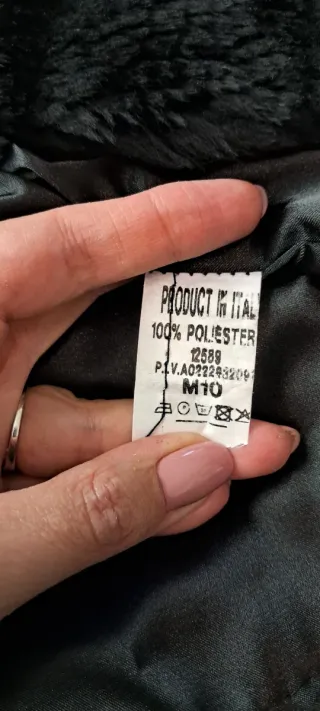 PRODUCT IN ITAL
100% POLIESTER
12589
M10